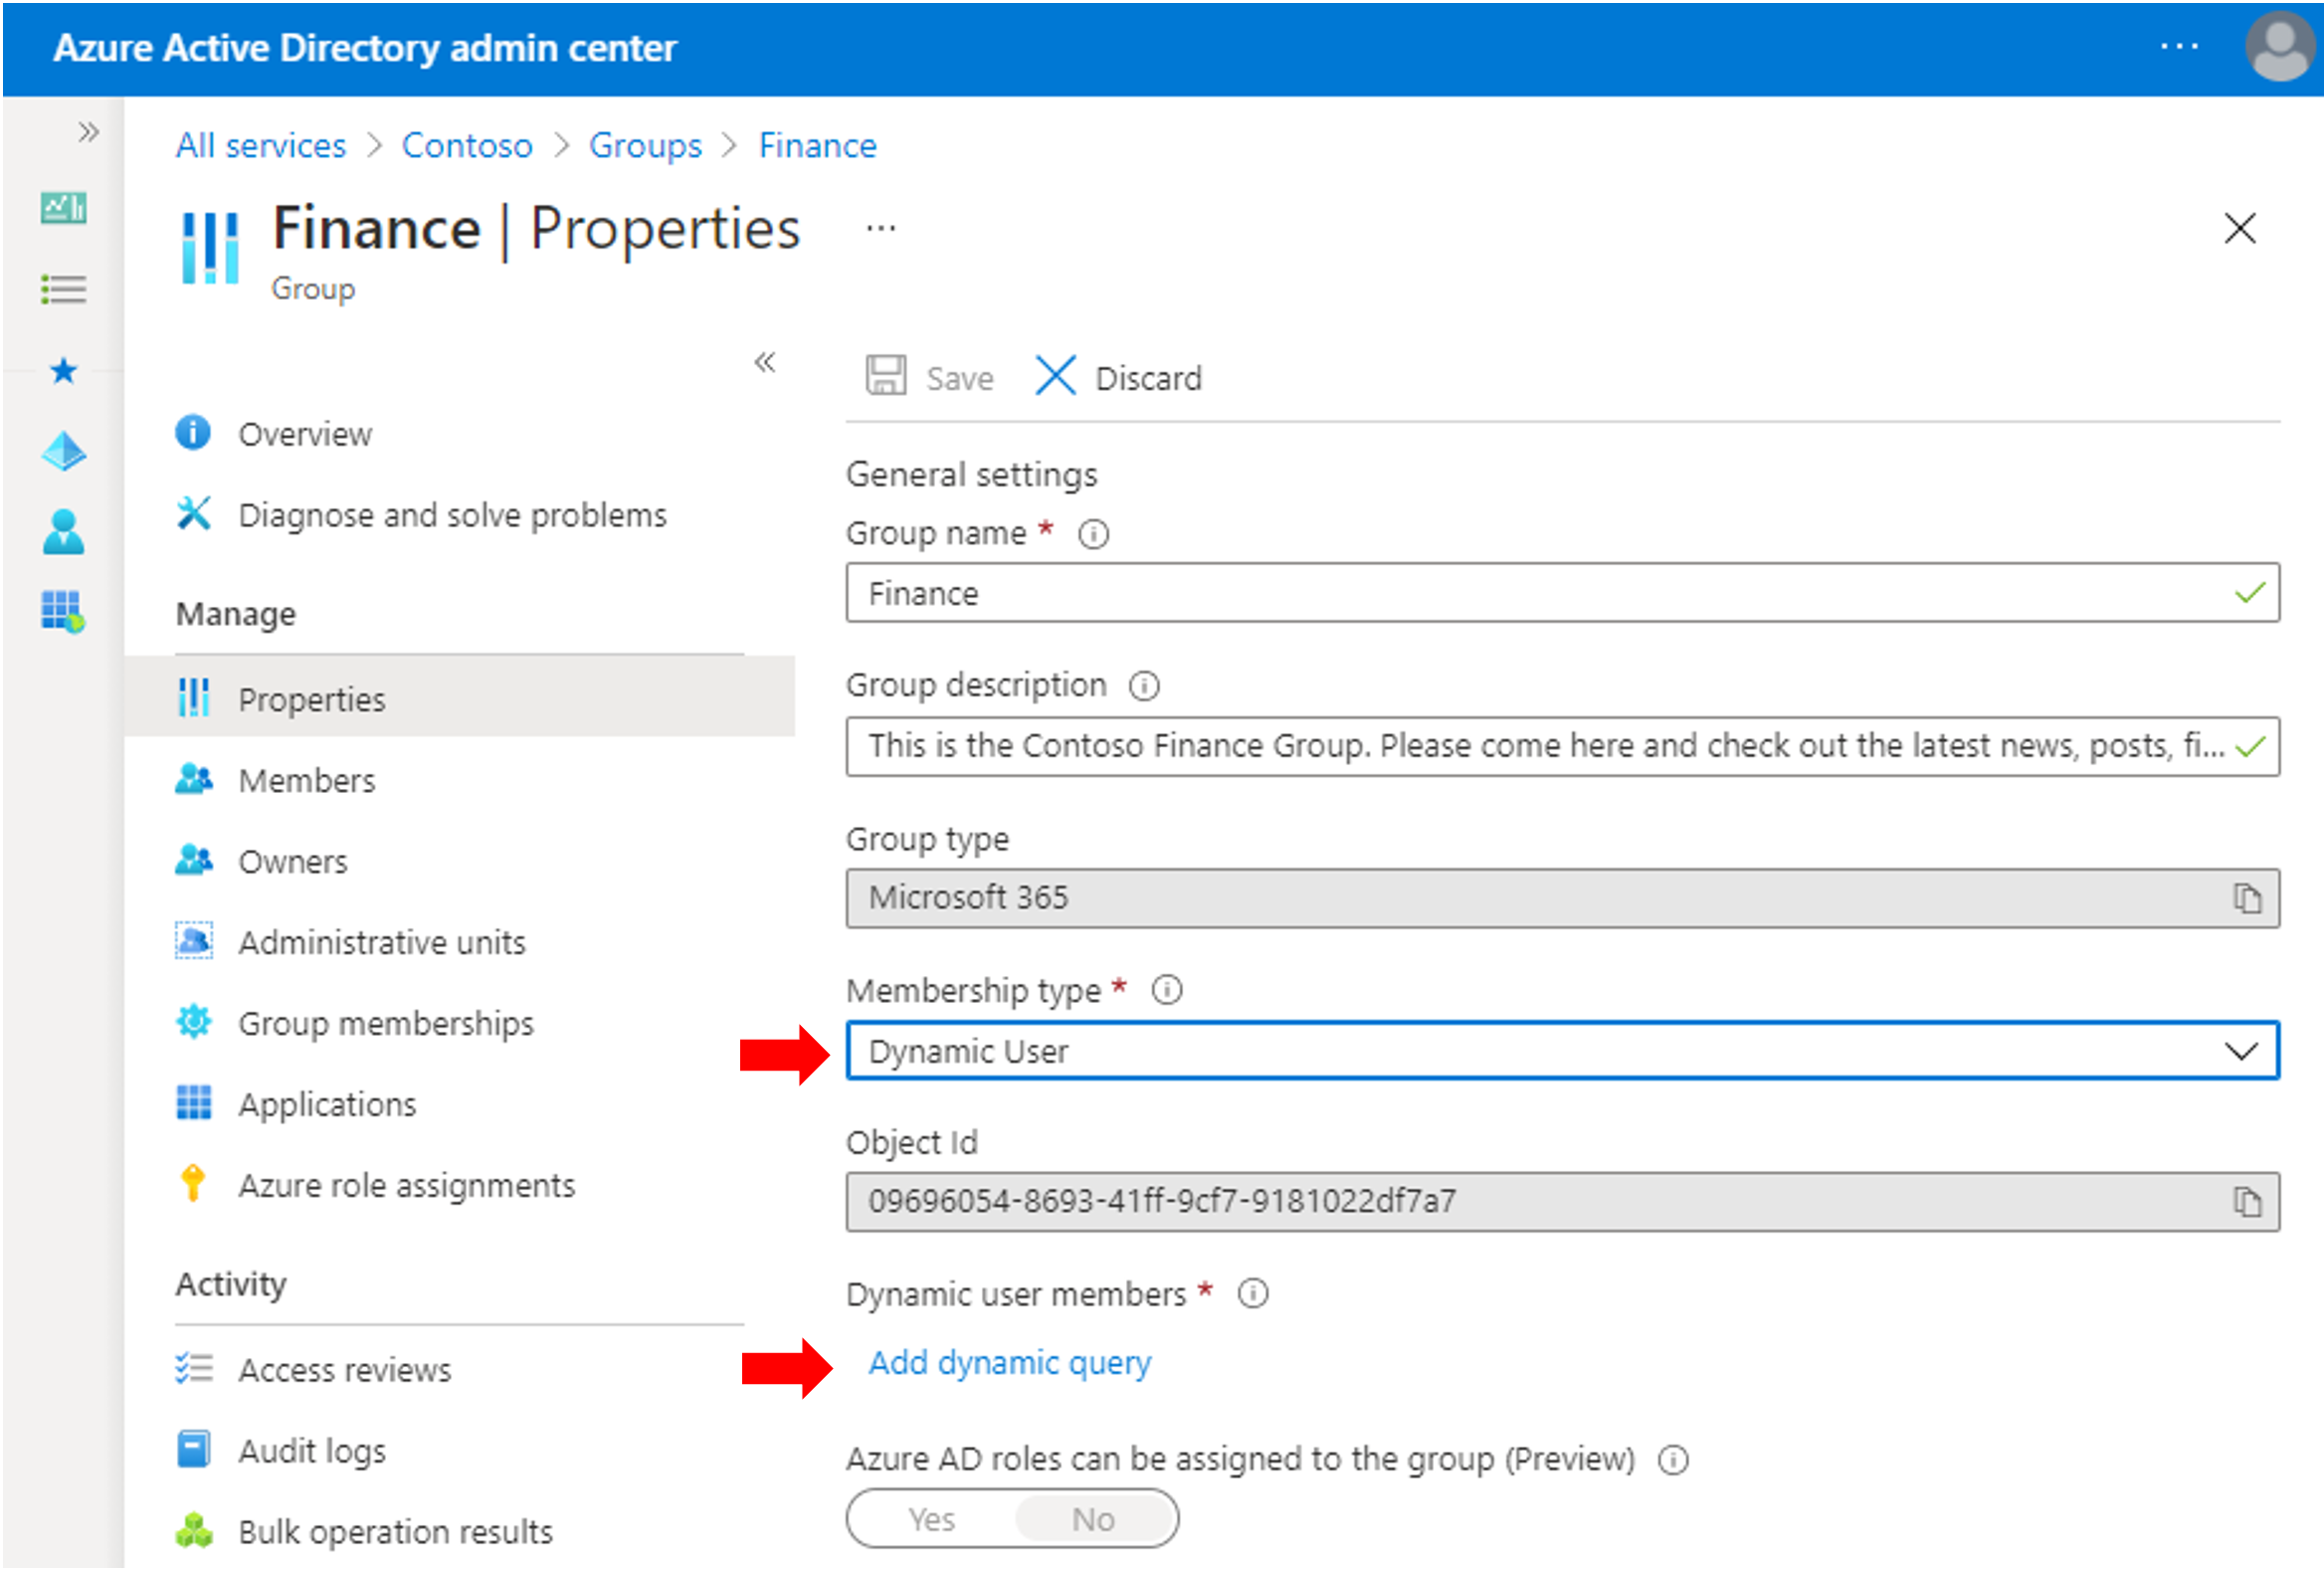 Azure Active Directory admin center
All services > Contoso > Groups > Finance
Finance | Properties ...
Group
Overview
Diagnose and solve problems
Manage
Properties
Members
Owners
Administrative units
Group memberships
Applications
Azure role assignments
Activity
Access reviews
Audit logs
Bulk operation results
Save Discard
General settings
Group name *
Finance
Group description
This is the Contoso Finance Group. Please come here and check out the latest news, posts, fi...
Group type
Microsoft 365
Membership type *
Dynamic User
Object Id
09696054-8693-41ff-9cf7-9181022df7a7
Dynamic user members *
Add dynamic query
Azure AD roles can be assigned to the group (Preview)
Yes No